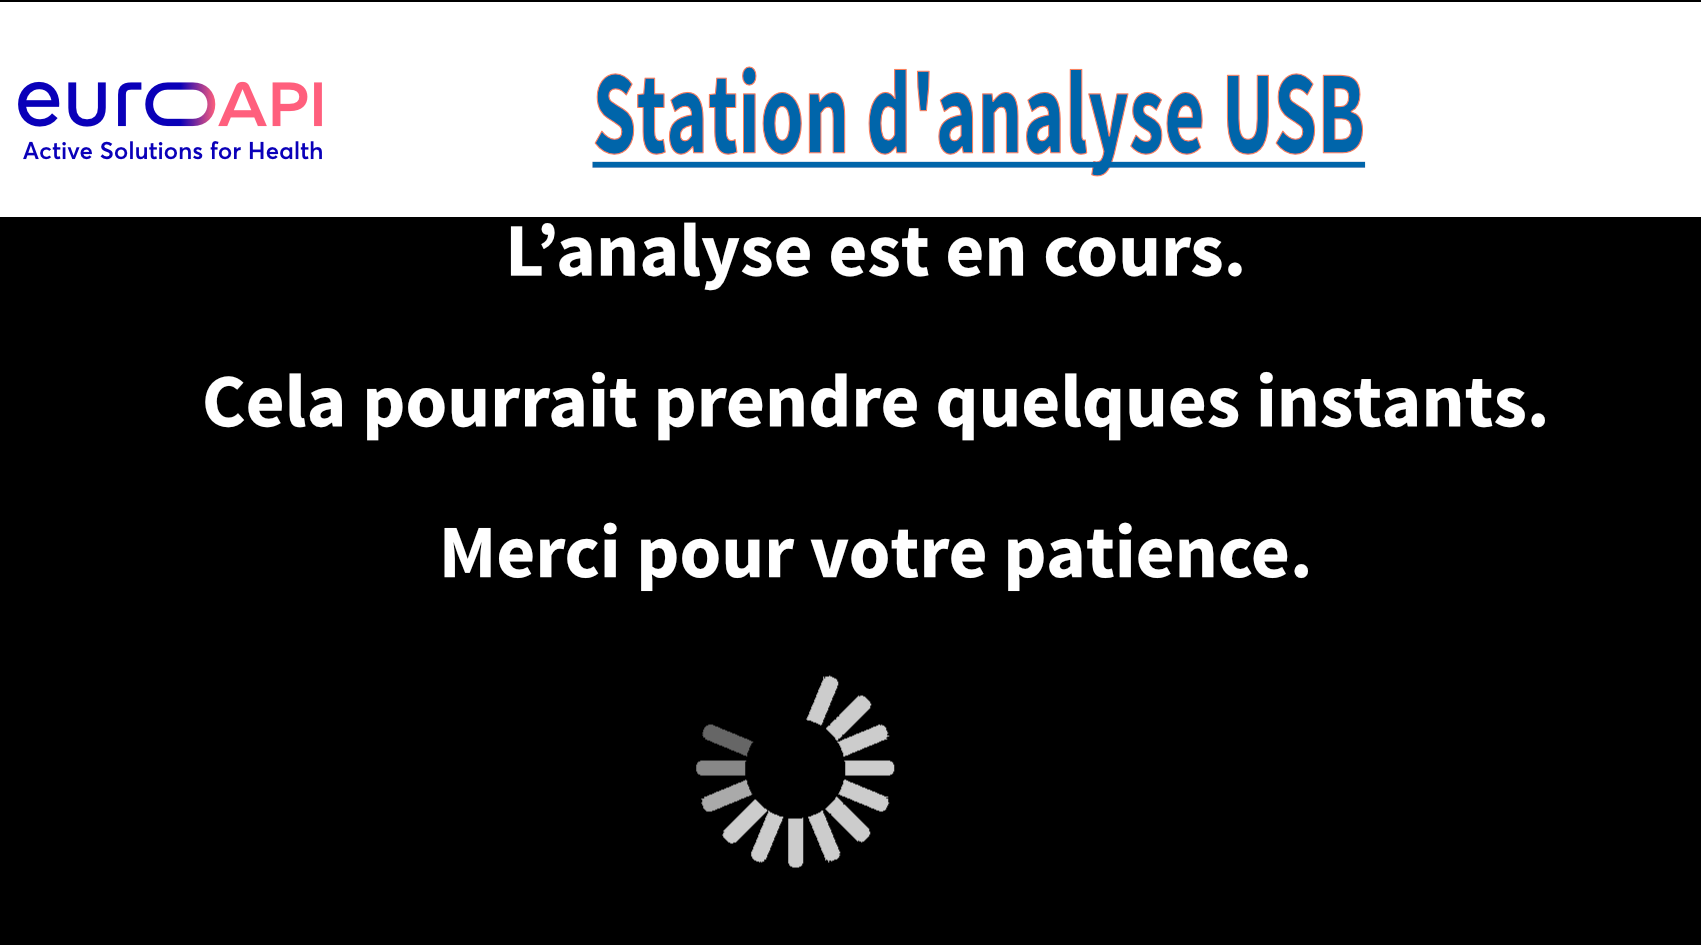 euroAPI
Active Solutions for Health
Station d'analyse USB
L’analyse est en cours.
Cela pourrait prendre quelques instants.
Merci pour votre patience.